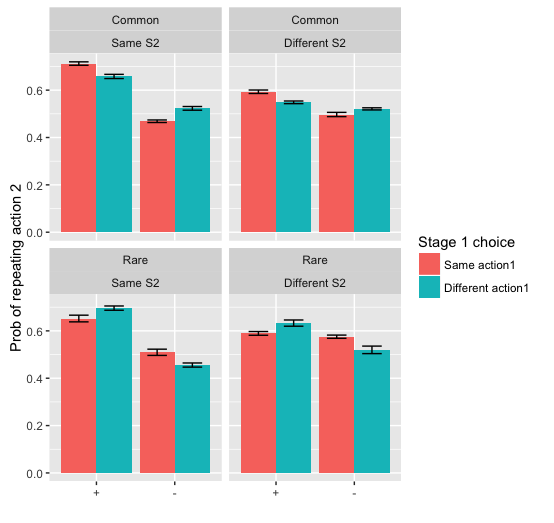 Common
Common
Same S2
Different S2
0.6
0.4
0.2
0.0
Prob of repeating action 2
Rare
Rare
Same S2
Different S2
0.6
0.4
0.2
0.0
+
-
+
-
Stage 1 choice
Same action1
Different action1